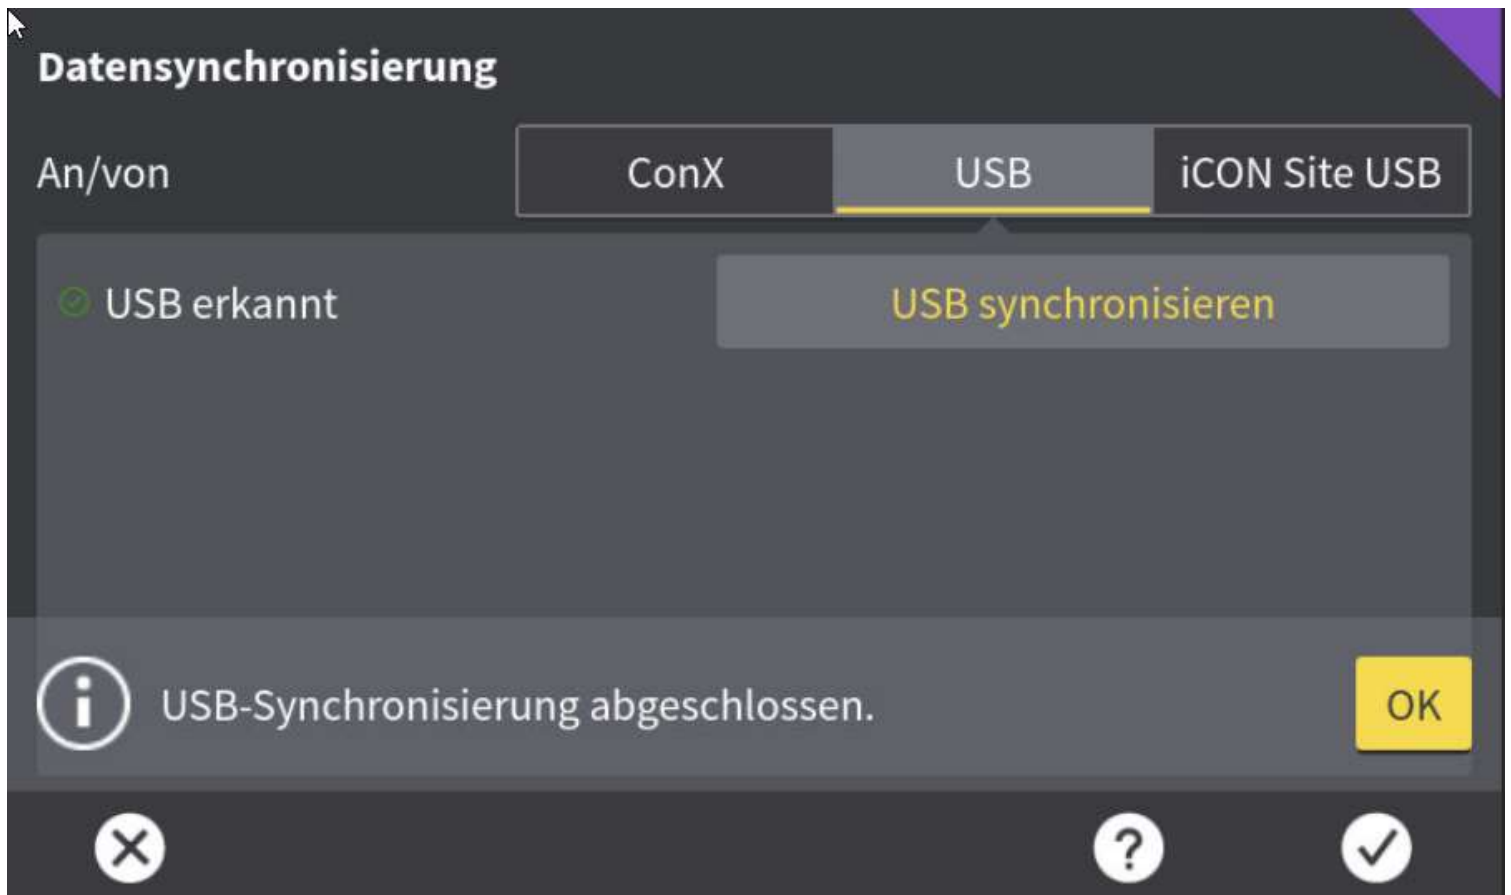 Datensynchronisierung
An/von
ConX
USB
iCON Site USB
USB erkannt
USB synchronisieren
USB-Synchronisierung abgeschlossen.
OK
?